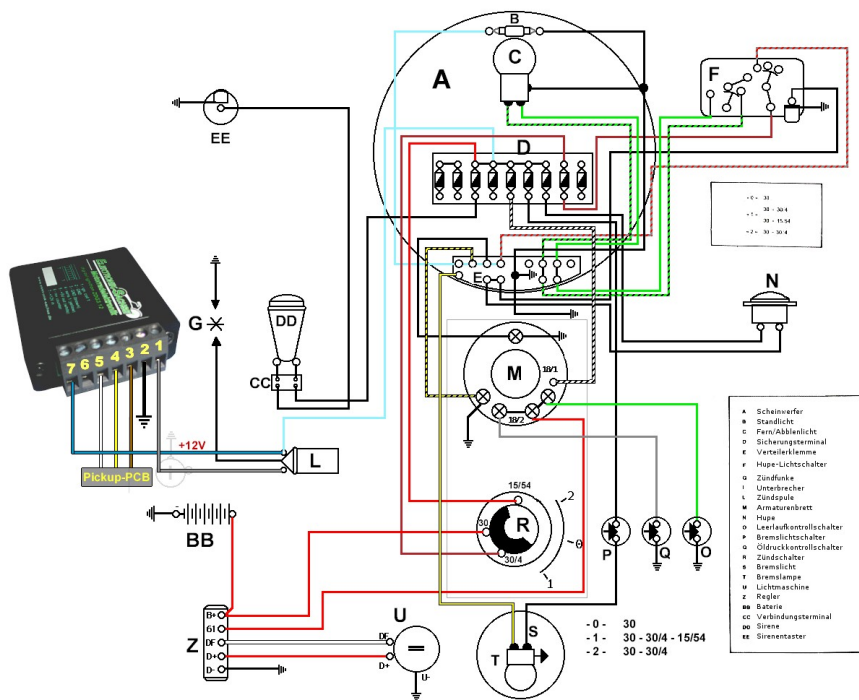 B
A
C
F
EE
D
- 0 - 30
30 - 30/4
- 1 -
30 - 15/54
- 2 - 30 - 30/4
E
N
G
DD
CC
M
18/1
18/2
7 6 5 4 3 2 1
+12V
Pickup-PCB
L
A Scheinwerfer
B Standlicht
C Fern/Abblenlicht
D Sicherungsterminal
E Verteilerklemme
F Hupe-Lichtschalter
Q Zündfunke
I Unterbrecher
L Zündspule
M Armaturenbrett
N Hupe
O Leerlaufkontrollschalter
P Bremslichtschalter
Q Öldruckkontrollschalter
R Zündschalter
S Bremslicht
T Bremslampe
U Lichtmaschine
Z Regler
BB Baterie
CC Verbindungsterminal
DD Sirene
EE Sirenentaster
15/54
30
R
30/4
2
0
1
BB
P
Q
O
Z
B+
61
DF
D+
D-
U
DF
D+
U-
S
T
- 0 - 30
- 1 - 30 - 30/4 - 15/54
- 2 - 30 - 30/4